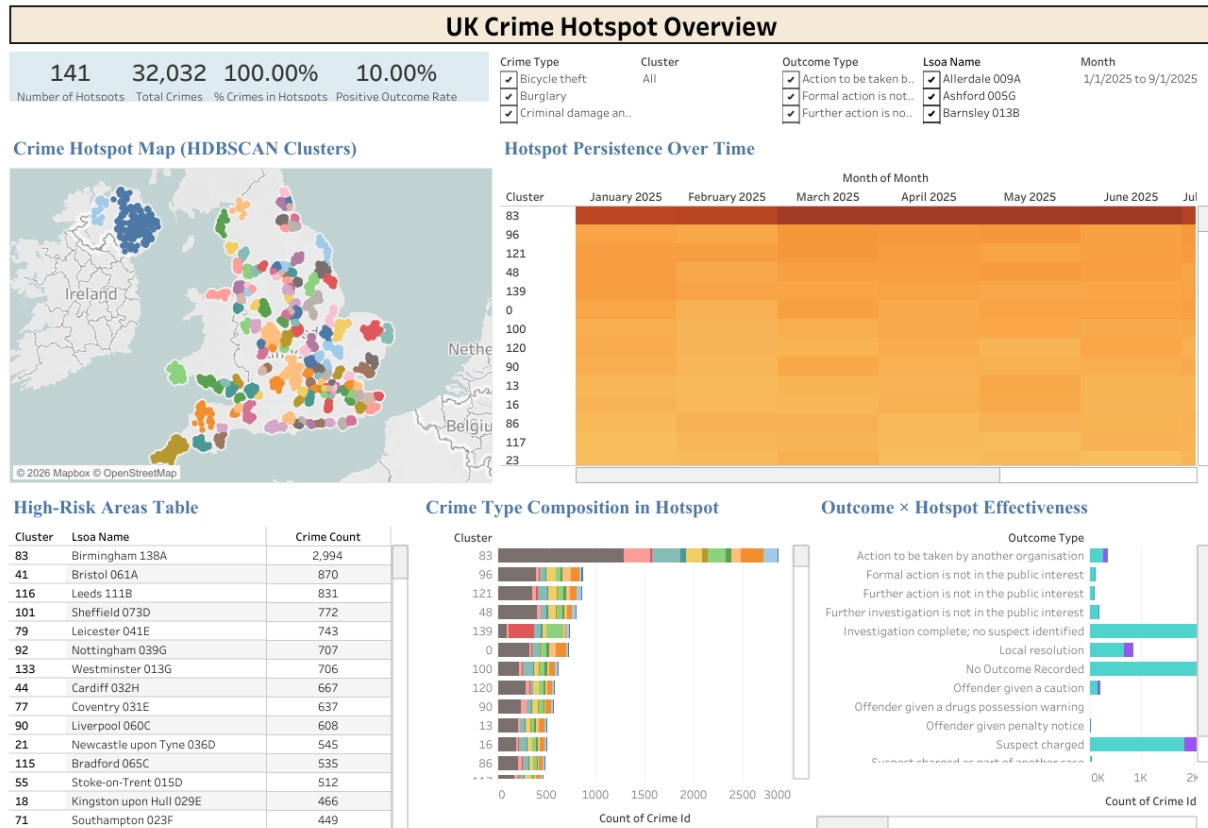 UK Crime Hotspot Overview
141 32,032 100.00% 10.00%
Number of Hotspots Total Crimes % Crimes in Hotspots Positive Outcome Rate
Crime Type Cluster Outcome Type Lsoa Name Month
Bicycle theft All Action to be taken b.. Allerdale 009A 1/1/2025 to 9/1/2025
Burglary Formal action is not.. Ashford 005G
Criminal damage an.. Further action is no.. Barnsley 013B
Crime Hotspot Map (HDBSCAN Clusters)
Ireland
Nethe
Belgiu
© 2026 Mapbox © OpenStreetMap
Hotspot Persistence Over Time
Month of Month
Cluster January 2025 February 2025 March 2025 April 2025 May 2025 June 2025 Jul
83
96
121
48
139
0
100
120
90
13
16
86
117
23
High-Risk Areas Table
Cluster Lsoa Name Crime Count
83 Birmingham 138A 2,994
41 Bristol 061A 870
116 Leeds 111B 831
101 Sheffield 073D 772
79 Leicester 041E 743
92 Nottingham 039G 707
133 Westminster 013G 706
44 Cardiff 032H 667
77 Coventry 031E 637
90 Liverpool 060C 608
21 Newcastle upon Tyne 036D 545
115 Bradford 065C 535
55 Stoke-on-Trent 015D 512
18 Kingston upon Hull 029E 466
71 Southampton 023F 449
Crime Type Composition in Hotspot
Cluster
83
96
121
48
139
0
100
120
90
13
16
86
0 500 1000 1500 2000 2500 3000
Count of Crime Id
Outcome × Hotspot Effectiveness
Outcome Type
Action to be taken by another organisation
Formal action is not in the public interest
Further action is not in the public interest
Further investigation is not in the public interest
Investigation complete; no suspect identified
Local resolution
No Outcome Recorded
Offender given a caution
Offender given a drugs possession warning
Offender given penalty notice
Suspect charged
Suspect charged as part of another case
0K 1K 2K
Count of Crime Id